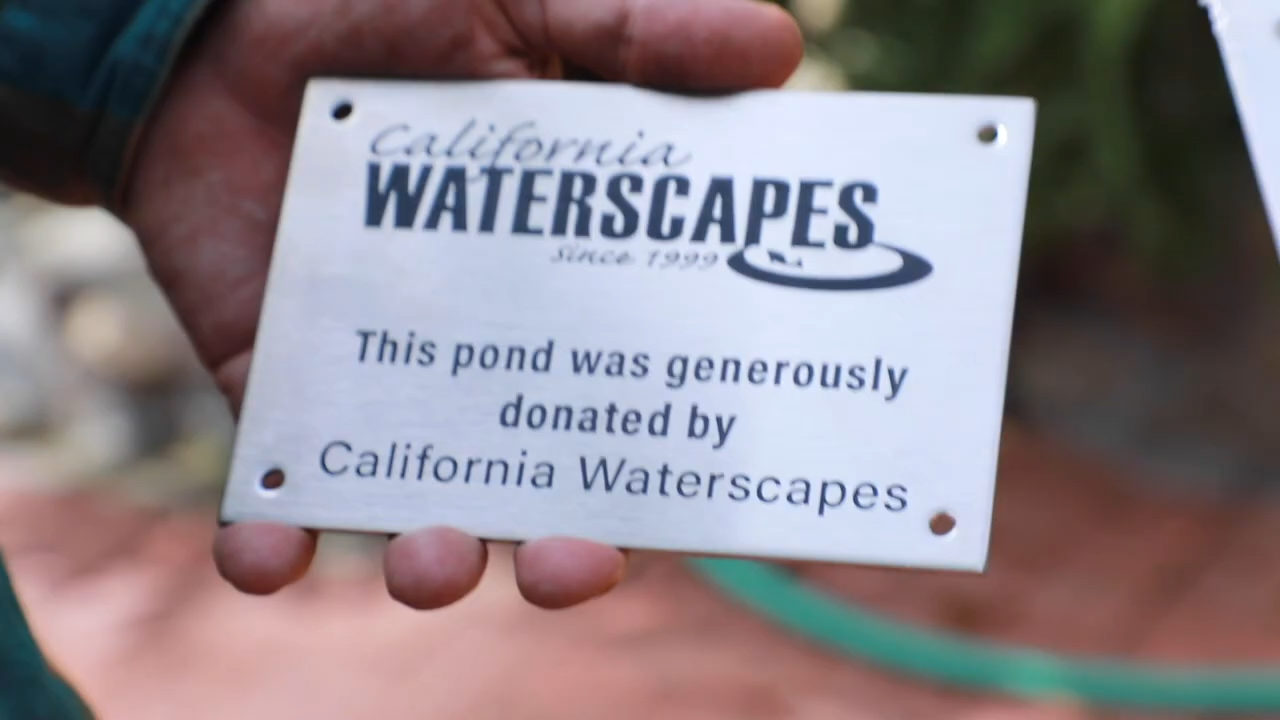 California
WATERSCAPES
Since 1999
This pond was generously
donated by
California Waterscapes